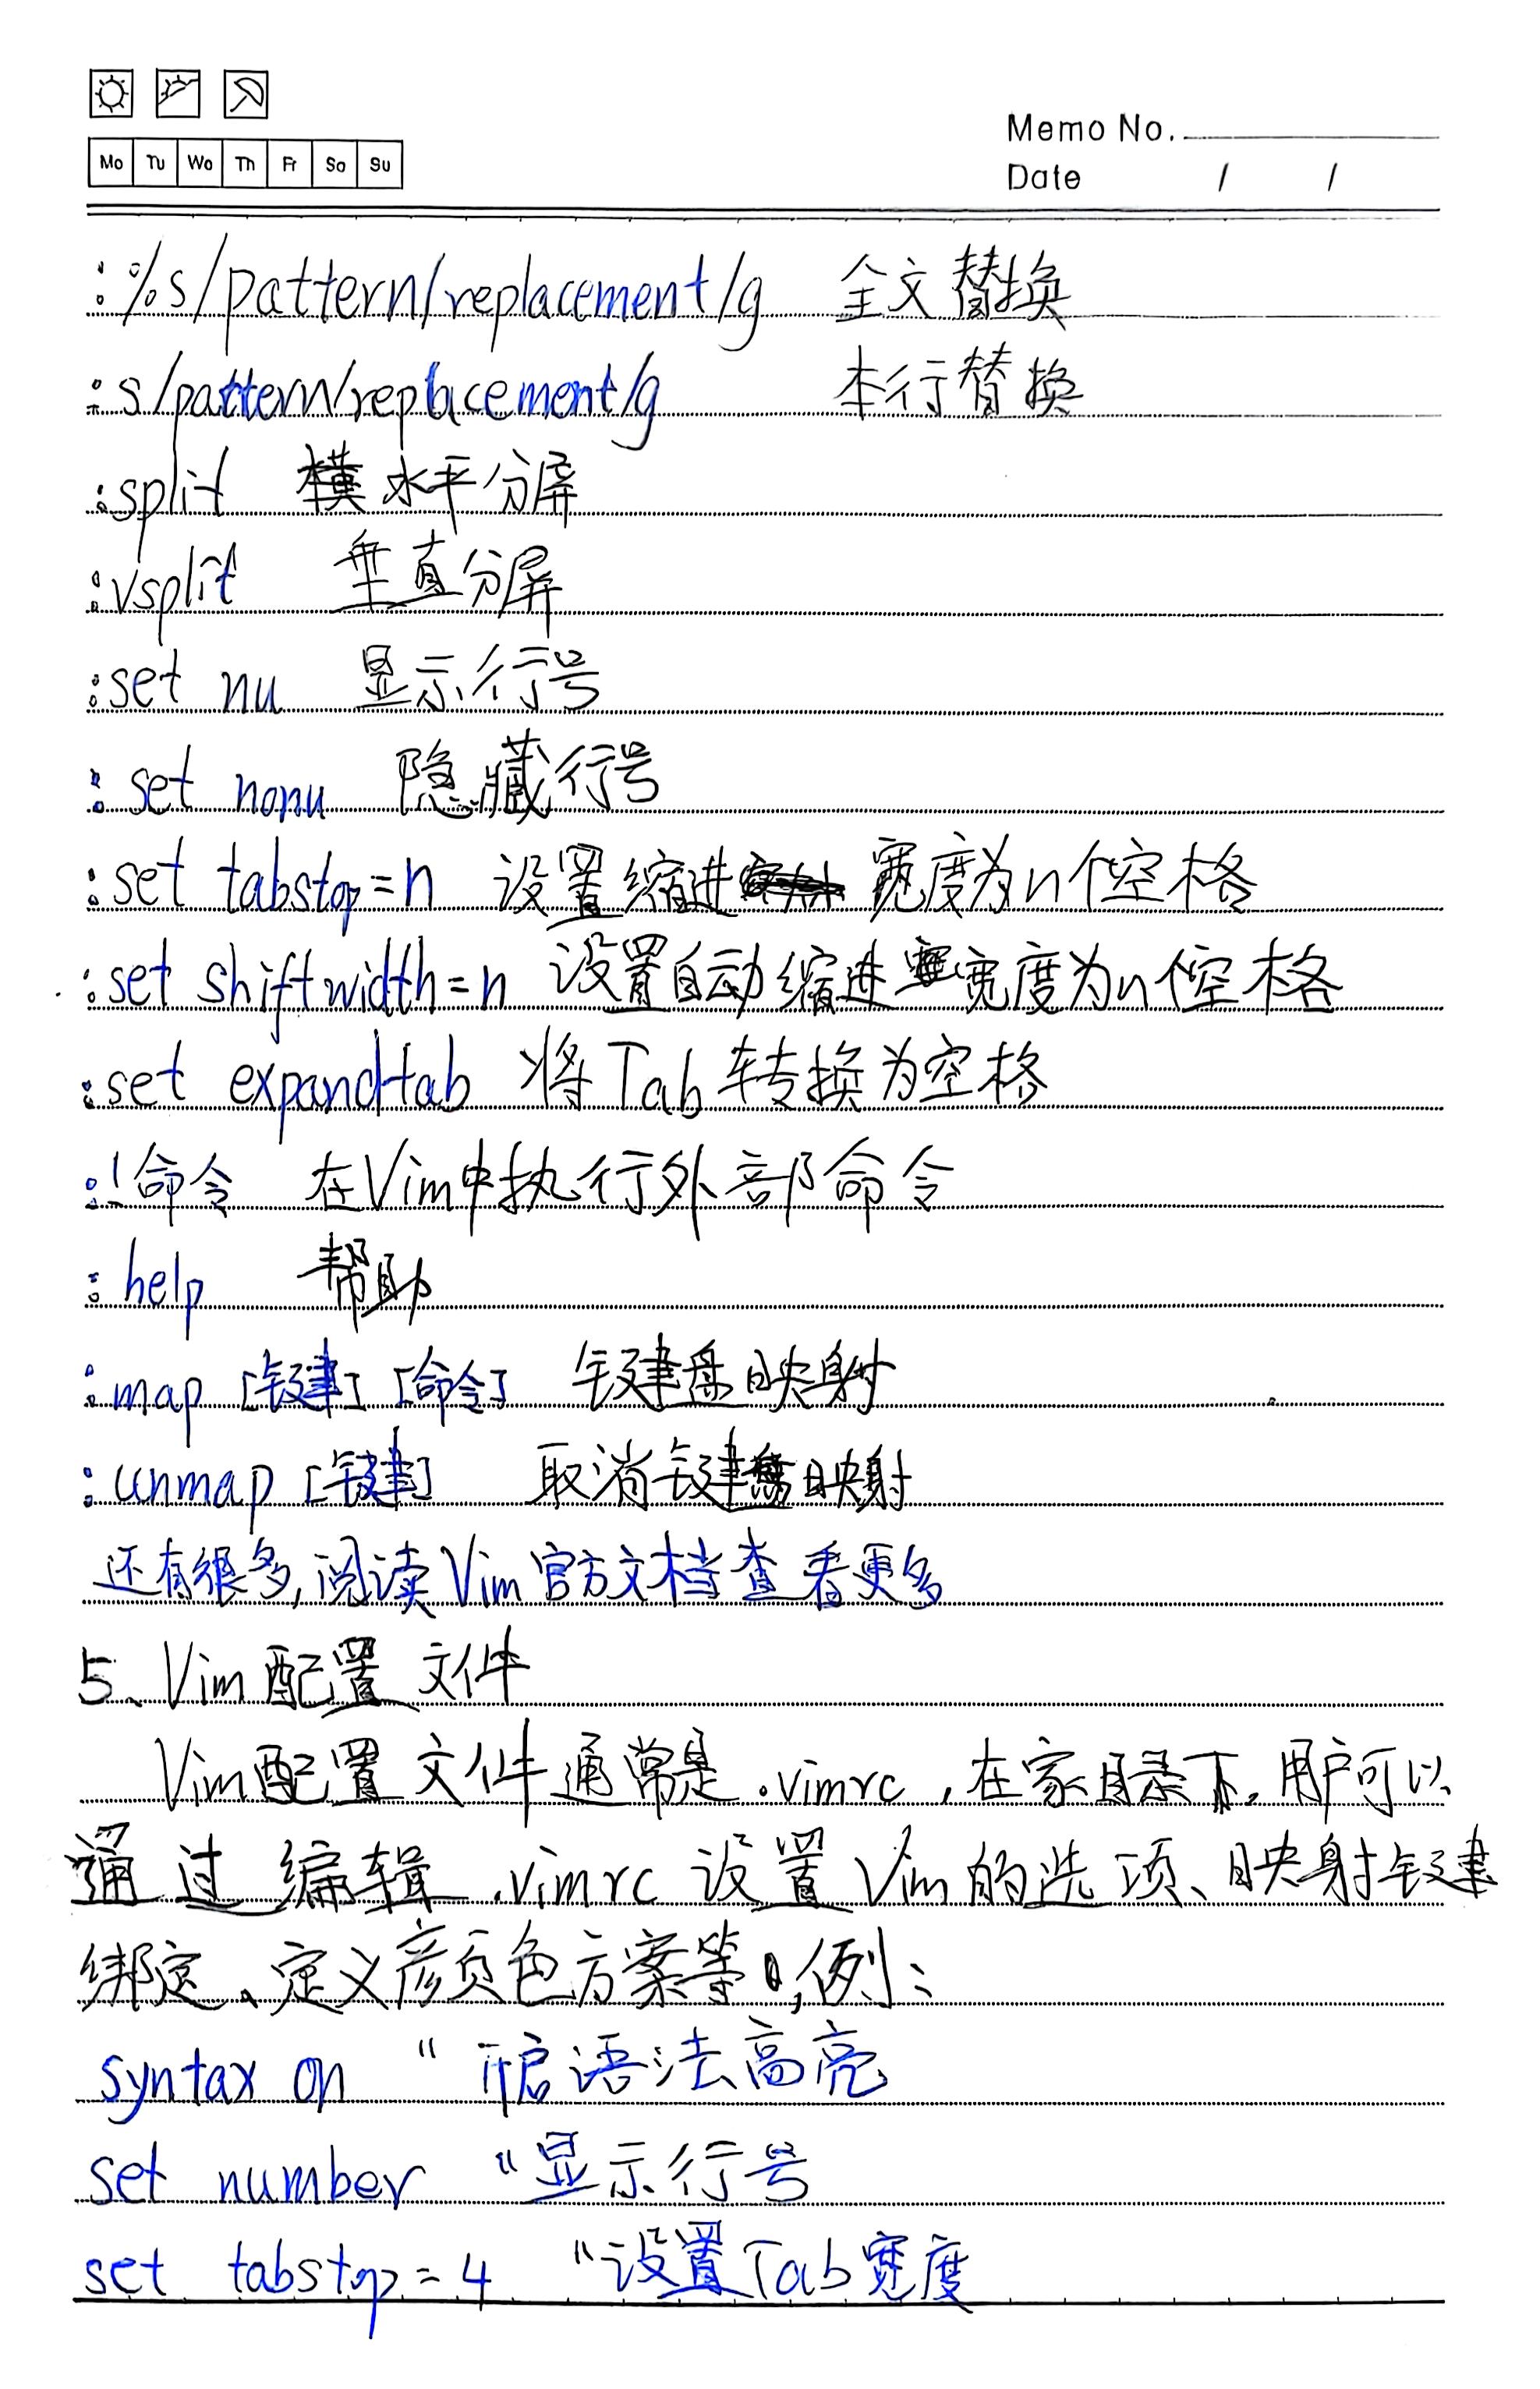 Mo Tu We Th Fr Sa Su
Memo No.
Date / /
:%s/pattern/replacement/g 全文替换
:s/pattern/replacement/g 本行替换
:split 横水平分屏
:vsplit 垂直分屏
:set nu 显示行号
:set nonu 隐藏行号
:set tabstop=n 设置缩进宽度为n个空格
:set shiftwidth=n 设置自动缩进宽度为n个空格
:set expandtab 将Tab转换为空格
:!命令 在Vim中执行外部命令
:help 帮助
:map [键] [命令] 键盘映射
:unmap [键] 取消键盘映射
还有很多,阅读Vim官方文档查看更多
5、Vim配置文件
Vim配置文件通常是.vimrc,在家目录下。用户可以
通过编辑.vimrc设置Vim的选项、映射键
绑定、定义颜色方案等,例:
syntax on "开启语法高亮
set number "显示行号
set tabstop=4 "设置Tab宽度